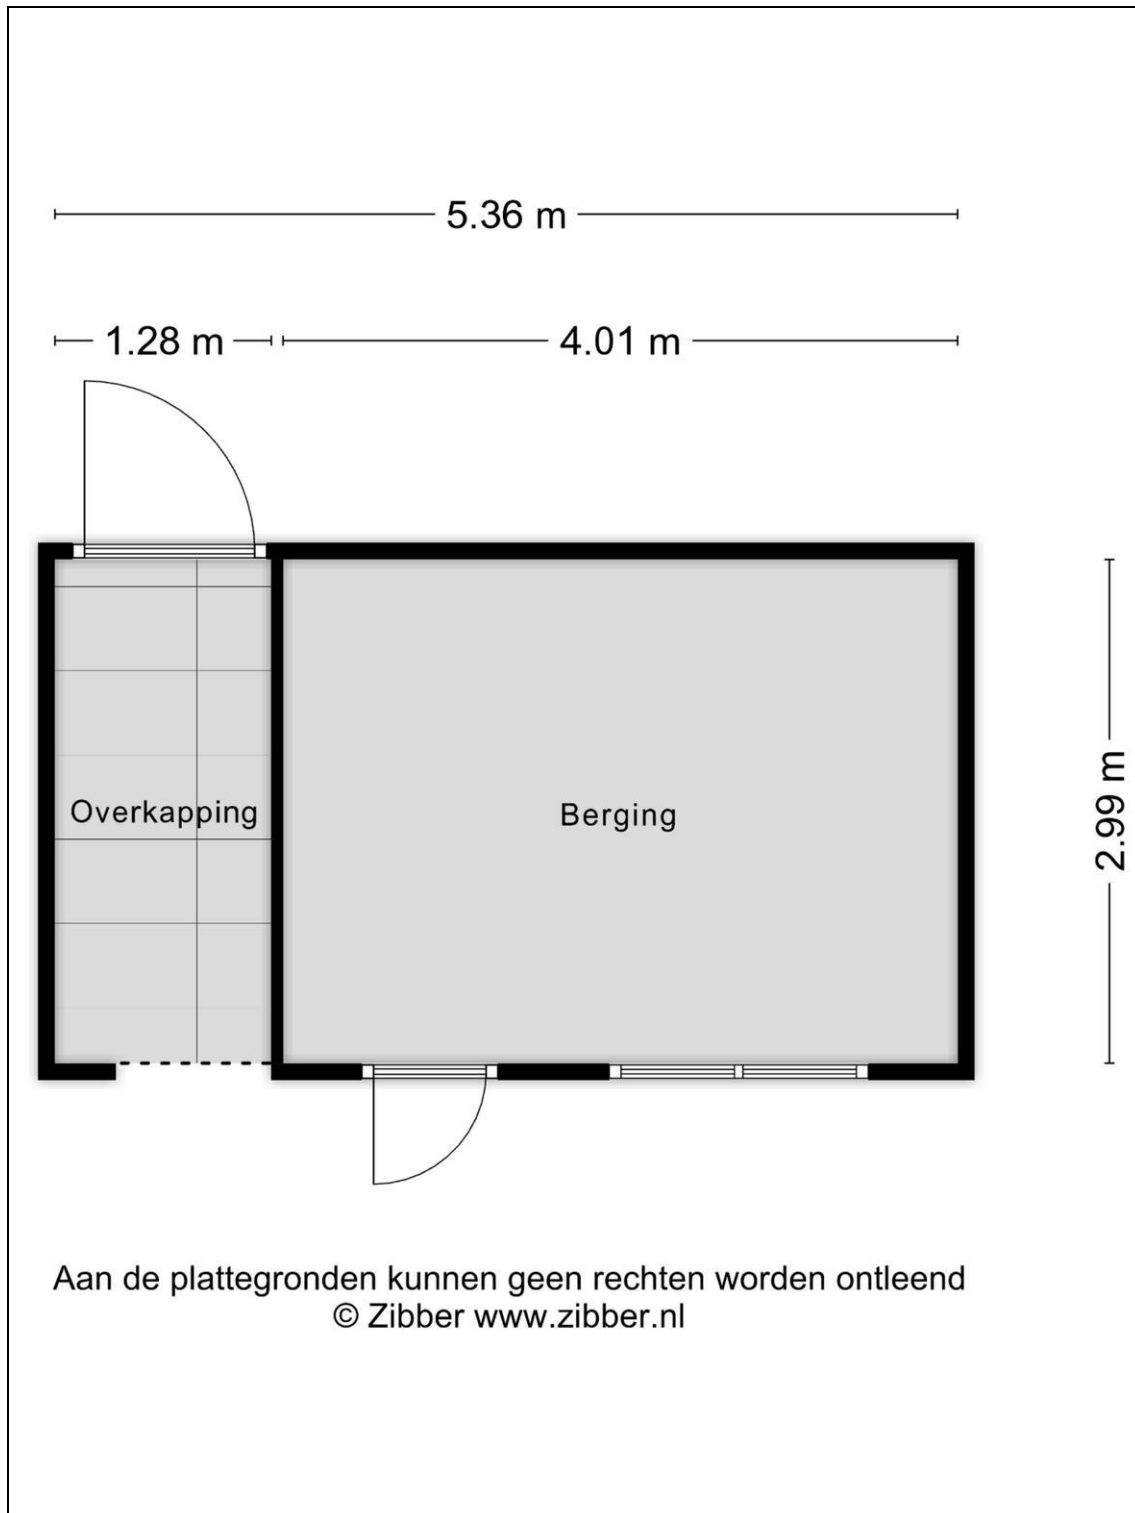 5.36 m
1.28 m
4.01 m
2.99 m
Overkapping
Berging
Aan de plattegronden kunnen geen rechten worden ontleend
© Zibber www.zibber.nl